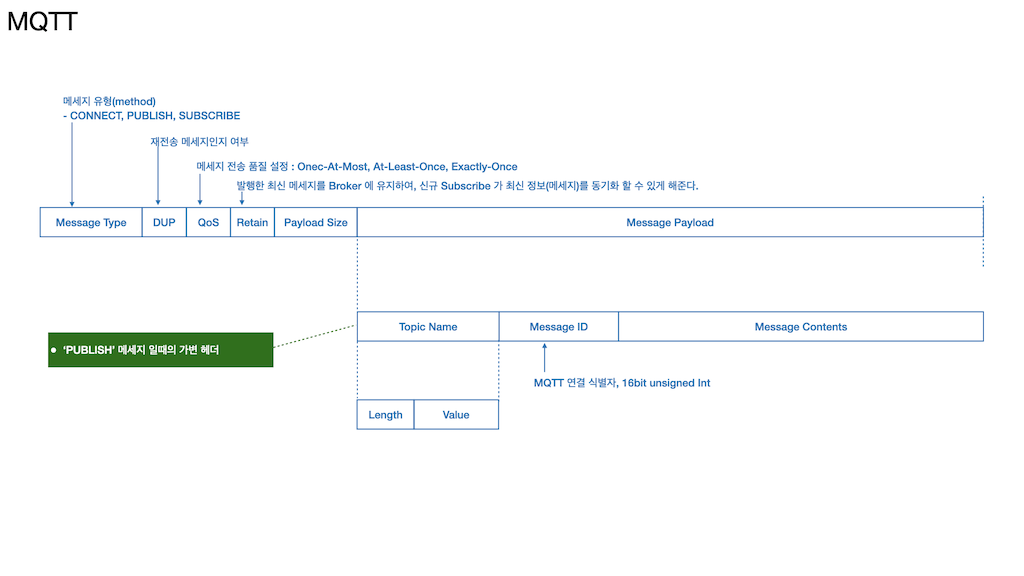 MQTT
메세지 유형(method)
- CONNECT, PUBLISH, SUBSCRIBE
재전송 메세지인지 여부
메세지 전송 품질 설정 : Onec-At-Most, At-Least-Once, Exactly-Once
발행한 최신 메세지를 Broker 에 유지하여, 신규 Subscribe 가 최신 정보(메세지)를 동기화 할 수 있게 해준다.
Message Type DUP QoS Retain Payload Size Message Payload
Topic Name Message ID Message Contents
• ‘PUBLISH’ 메세지 일때의 가변 헤더
MQTT 연결 식별자, 16bit unsigned Int
Length Value